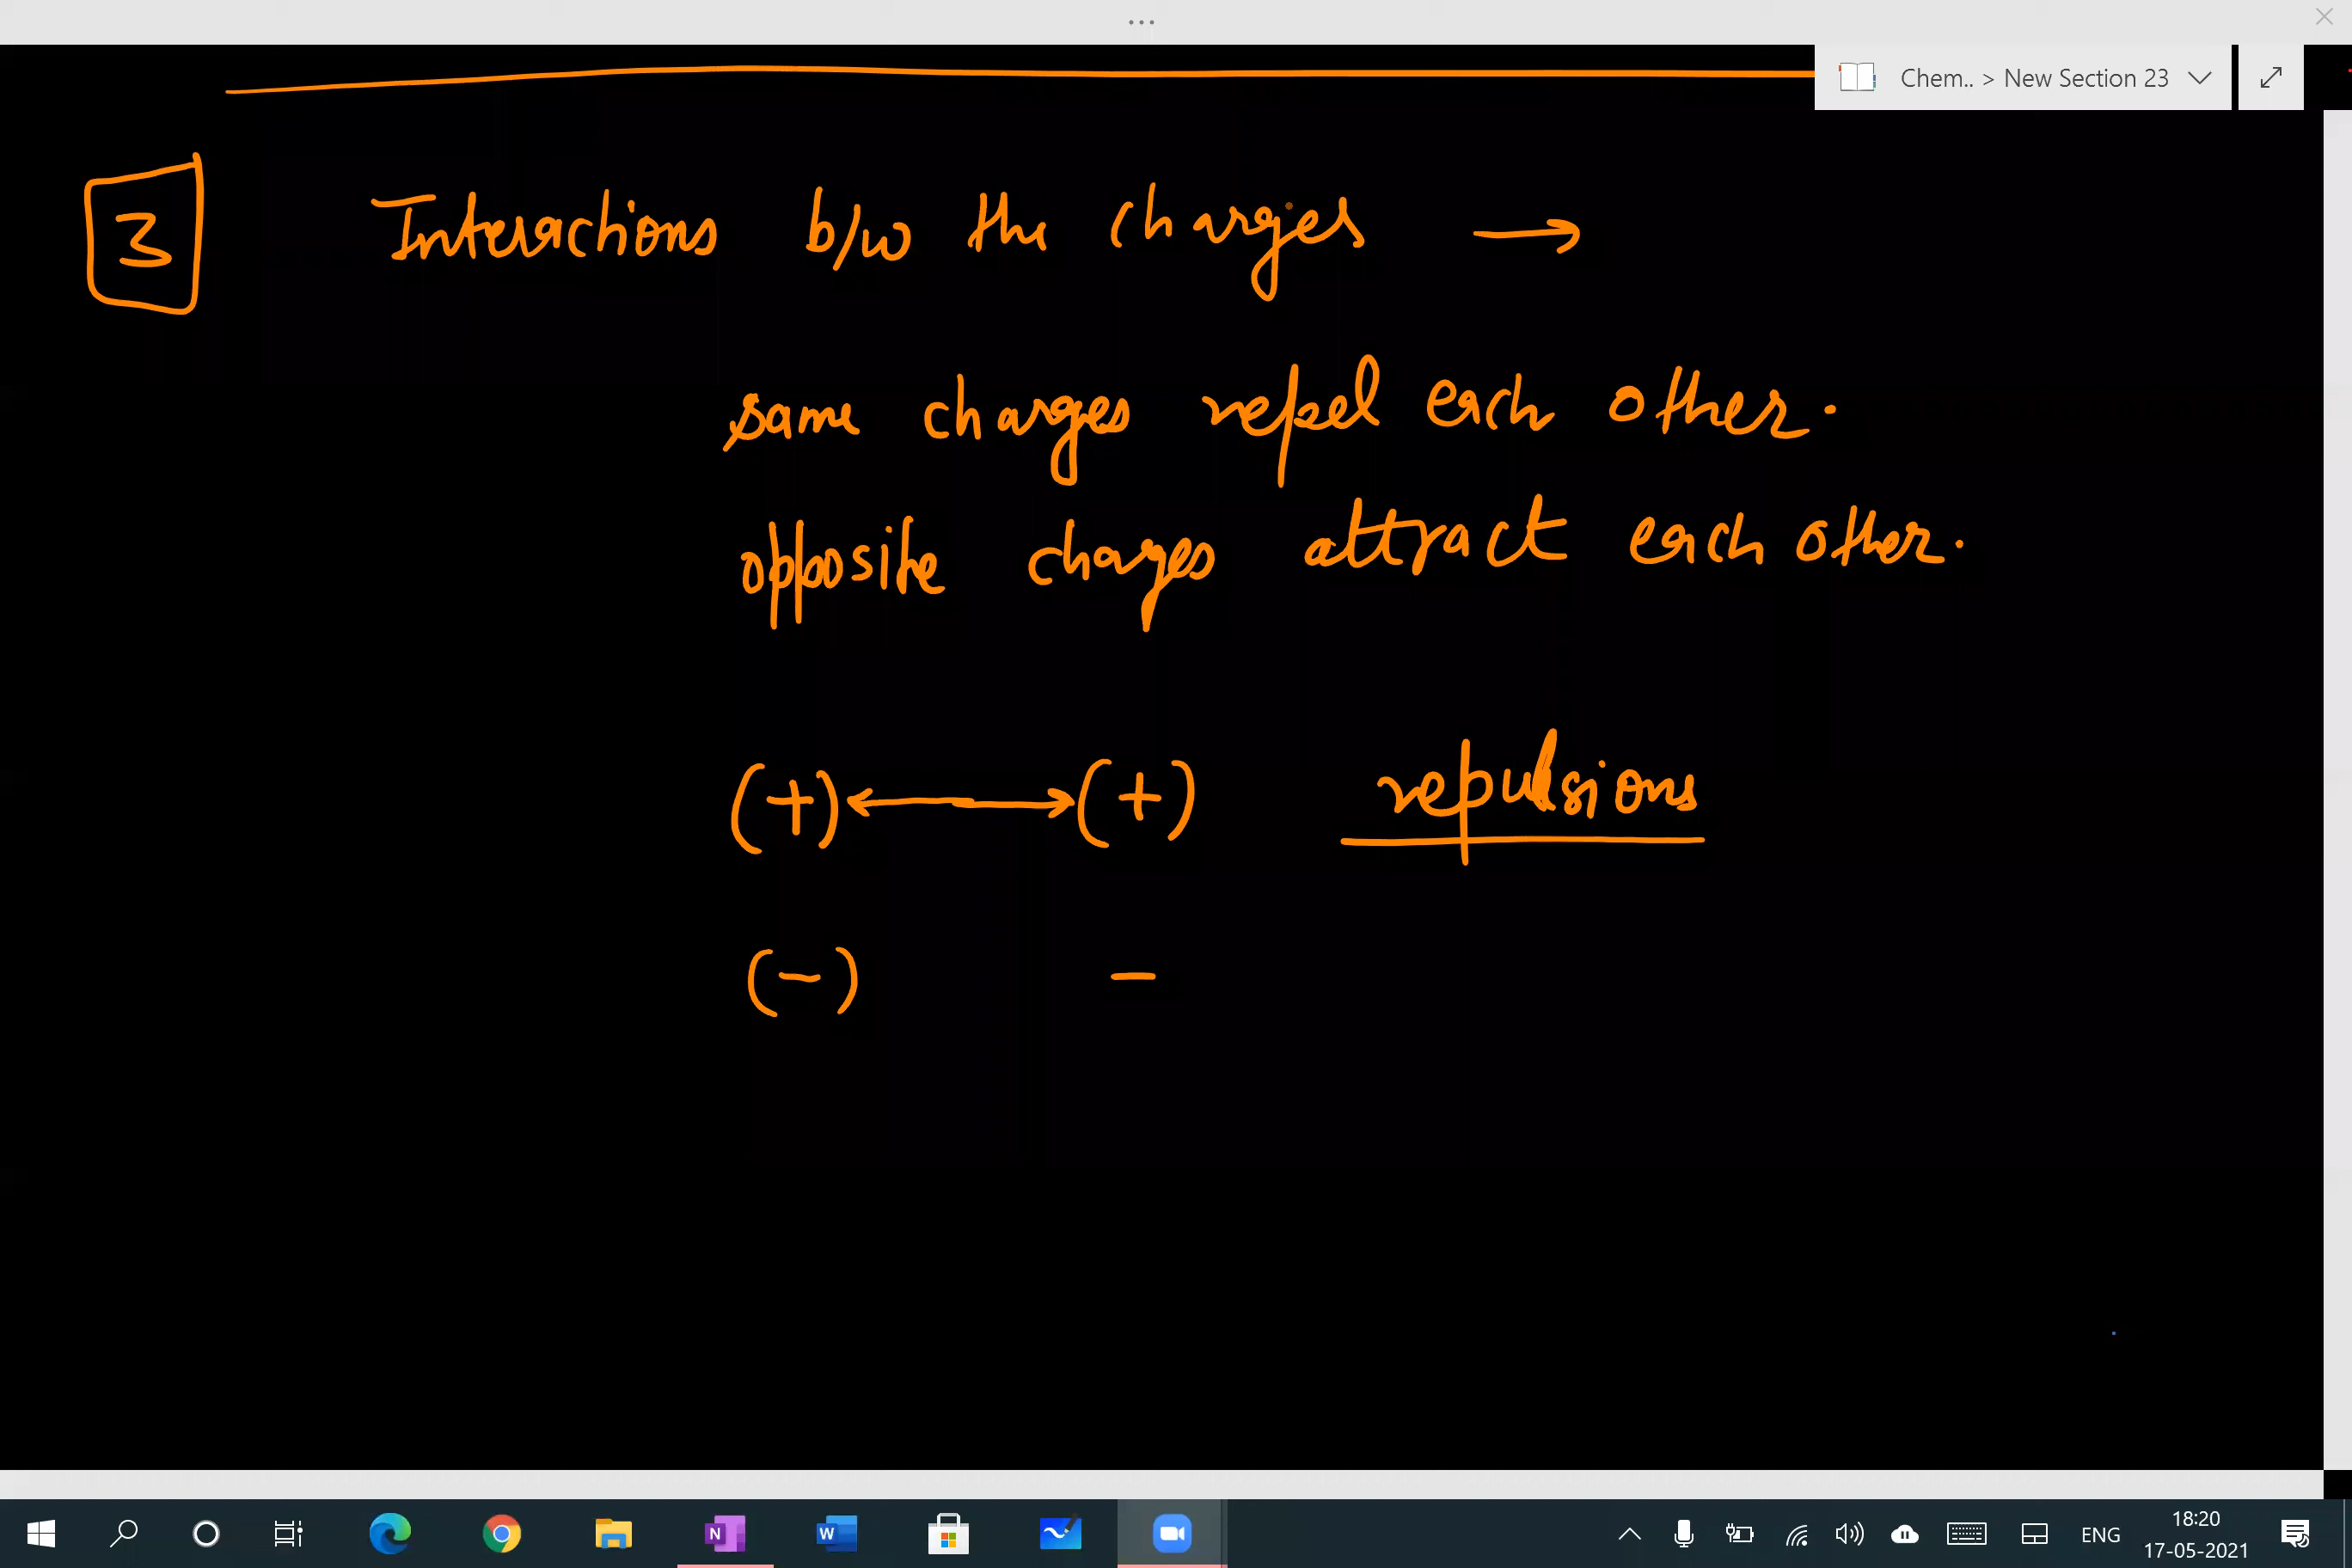 ...
Chem.. > New Section 23
3 Interactions b/w the charges →
same charges repel each other.
opposite charges attract each other.
(+) ↔ (+) repulsions
(-) -
ENG
18:20
17-05-2021